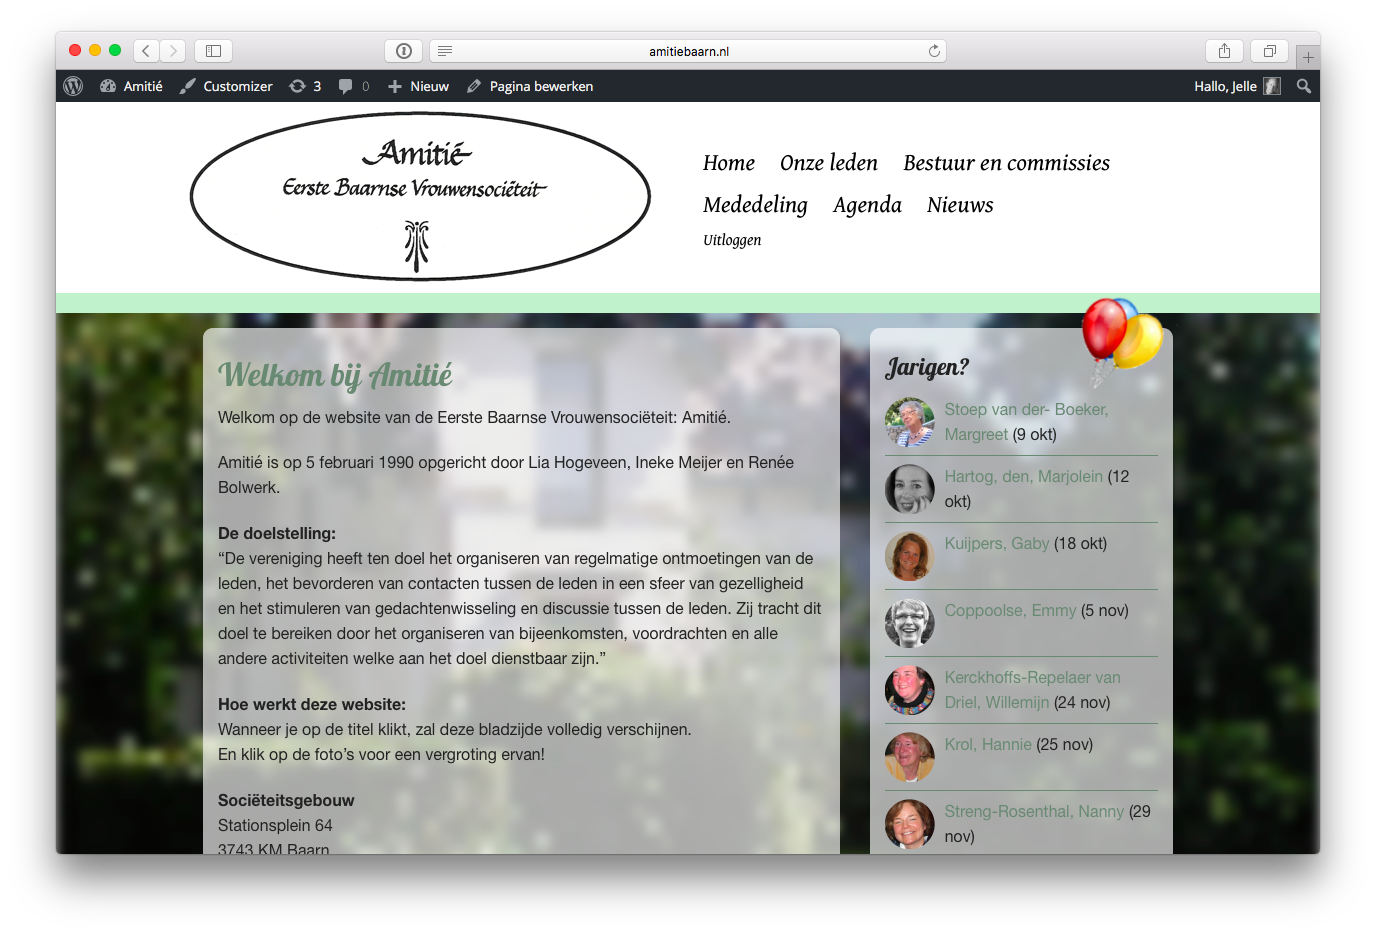 amitiebaarn.nl
Amitié Customizer 3 0 Nieuw Pagina bewerken Hallo, Jelle
Amitié
Eerste Baarnse Vrouwensociëteit
Home Onze leden Bestuur en commissies
Mededeling Agenda Nieuws
Uitloggen
Welkom bij Amitié
Welkom op de website van de Eerste Baarnse Vrouwensociëteit: Amitié.
Amitié is op 5 februari 1990 opgericht door Lia Hogeveen, Ineke Meijer en Renée
Bolwerk.
De doelstelling:
“De vereniging heeft ten doel het organiseren van regelmatige ontmoetingen van de
leden, het bevorderen van contacten tussen de leden in een sfeer van gezelligheid
en het stimuleren van gedachtenwisseling en discussie tussen de leden. Zij tracht dit
doel te bereiken door het organiseren van bijeenkomsten, voordrachten en alle
andere activiteiten welke aan het doel dienstbaar zijn.”
Hoe werkt deze website:
Wanneer je op de titel klikt, zal deze bladzijde volledig verschijnen.
En klik op de foto’s voor een vergroting ervan!
Sociëteitsgebouw
Stationsplein 64
3743 KM Baarn
Jarigen?
Stoep van der- Boeker,
Margreet (9 okt)
Hartog, den, Marjolein (12
okt)
Kuijpers, Gaby (18 okt)
Coppoolse, Emmy (5 nov)
Kerckhoffs-Repelaer van
Driel, Willemijn (24 nov)
Krol, Hannie (25 nov)
Streng-Rosenthal, Nanny (29
nov)